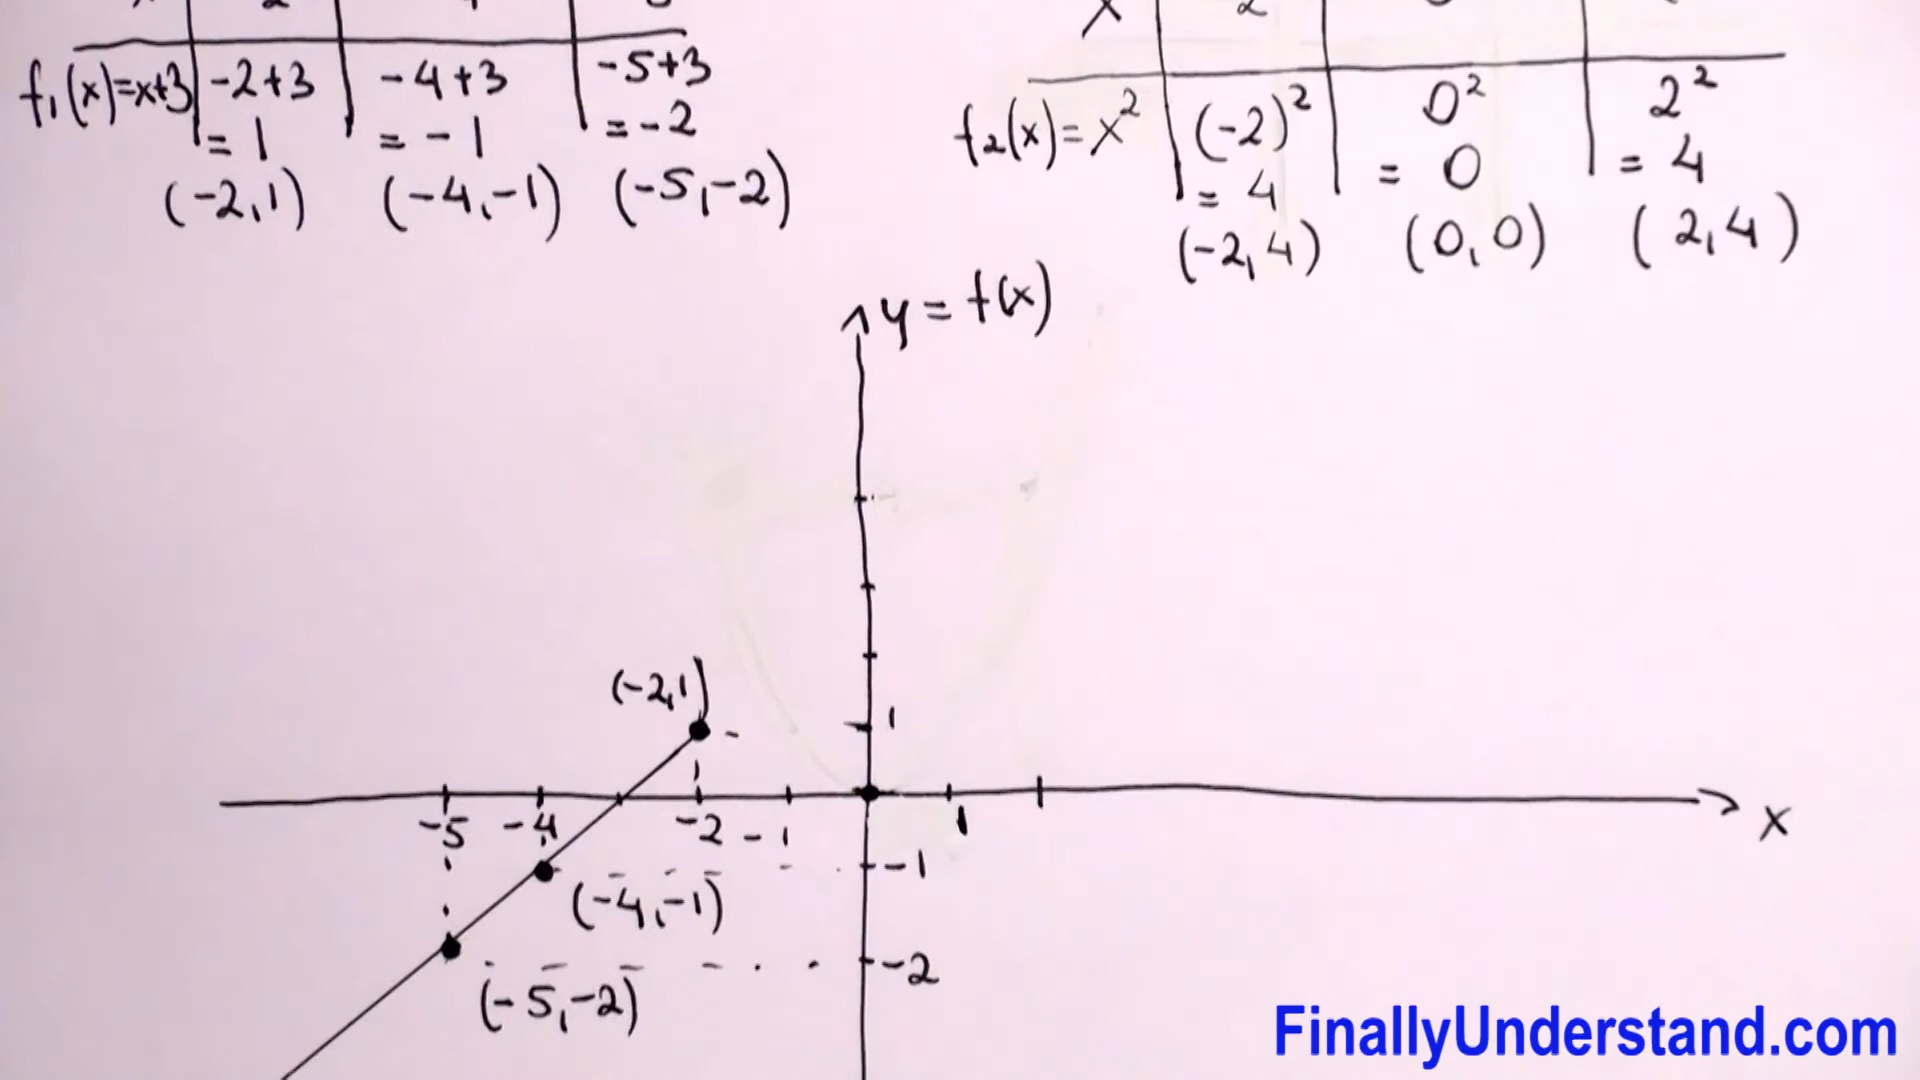 f₁(x)=x+3 -2+3 -4+3 -5+3
= 1 = -1 = -2
(-2,1) (-4,-1) (-5,-2)
x
f₂(x)=x² (-2)² 0² 2²
= 4 = 0 = 4
(-2,4) (0,0) (2,4)
y = f(x)
(-2,1)
1
-5 -4 -2 -1 1 x
-1
(-4,-1)
-2
(-5,-2)
FinallyUnderstand.com